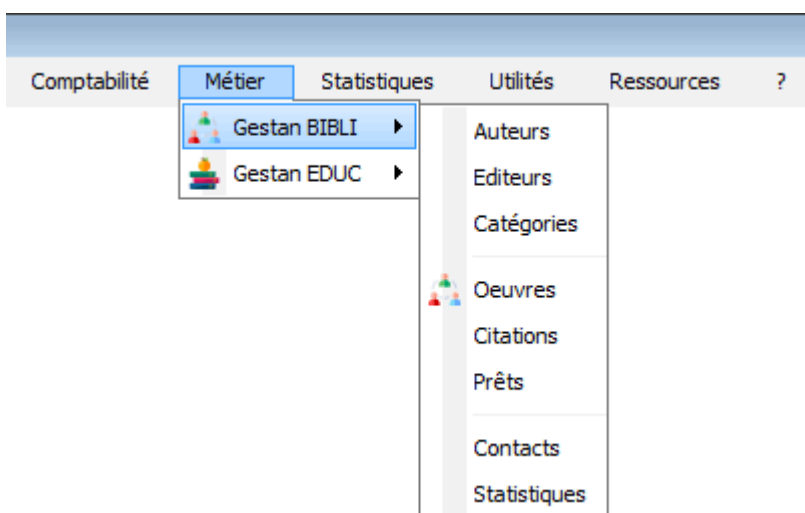 Comptabilité Métier Statistiques Utilités Ressources ?
Gestan BIBLI
Gestan EDUC
Auteurs
Editeurs
Catégories
Oeuvres
Citations
Prêts
Contacts
Statistiques